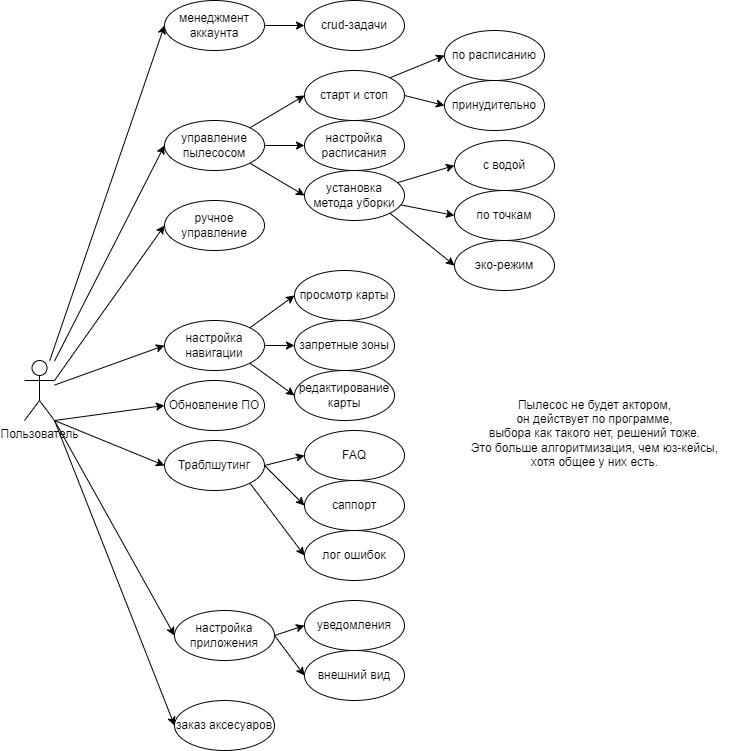 менеджмент
аккаунта
crud-задачи
по расписанию
старт и стоп
принудительно
управление
пылесосом
настройка
расписания
с водой
установка
метода уборки
ручное
управление
по точкам
эко-режим
просмотр карты
настройка
навигации
запретные зоны
редактирование
карты
Обновление ПО
Пользователь
Пылесос не будет актором,
он действует по программе,
выбора как такого нет, решений тоже.
Это больше алгоритмизация, чем юз-кейсы,
хотя общее у них есть.
FAQ
Траблшутинг
саппорт
лог ошибок
уведомления
настройка
приложения
внешний вид
заказ аксесуаров